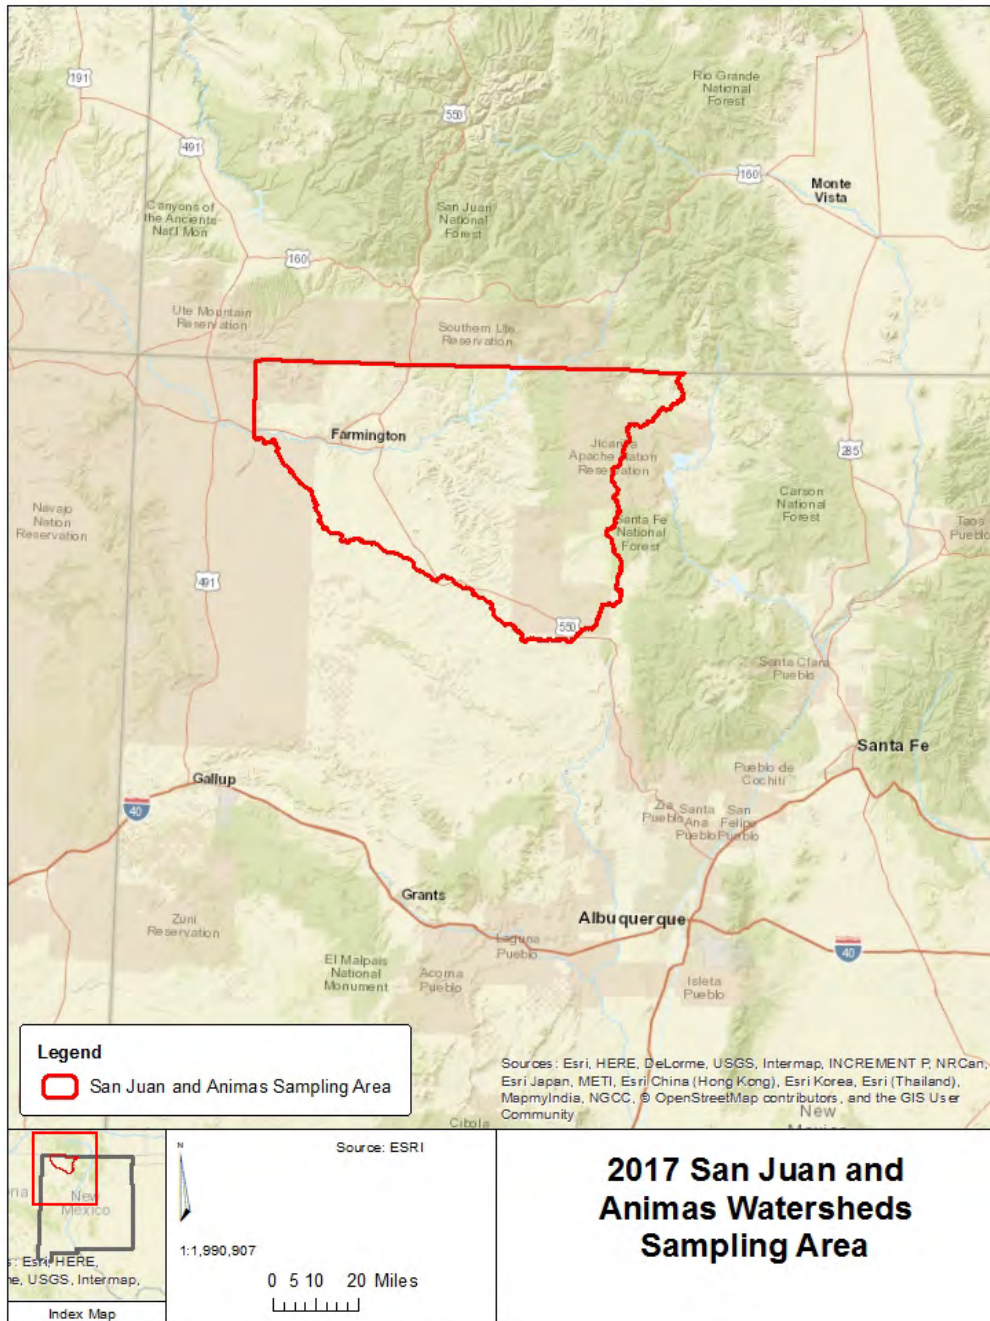 Rio Grande
National
Forest
191
550
491
160
Monte
Vista
San Juan
National
Forest
Canyons of
the Ancients
Nat'l Mon
160
Ute Mountain
Reservation
Southern Ute
Reservation
Farmington
Jicarilla
Apache Nation
Reservation
285
Carson
National
Forest
Navajo
Nation
Reservation
Santa Fe
National
Forest
Taos
Pueblo
491
550
Santa Clara
Pueblo
Santa Fe
Pueblo de
Cochiti
Gallup
40
Zia
Pueblo
Santa
Ana
Pueblo
San
Felipe
Pueblo
Grants
Albuquerque
Zuni
Reservation
Laguna
Pueblo
40
El Malpais
National
Monument
Acoma
Pueblo
Isleta
Pueblo
Legend
San Juan and Animas Sampling Area
Sources: Esri, HERE, DeLorme, USGS, Intermap, INCREMENT P, NRCan,
Esri Japan, METI, Esri China (Hong Kong), Esri Korea, Esri (Thailand),
MapmyIndia, NGCC, © OpenStreetMap contributors, and the GIS User
Community
New
Cibola
ona
New
Mexico
s: Esri, HERE,
ne, USGS, Intermap,
Index Map
N
Source: ESRI
1:1,990,907
0 5 10 20 Miles
2017 San Juan and
Animas Watersheds
Sampling Area